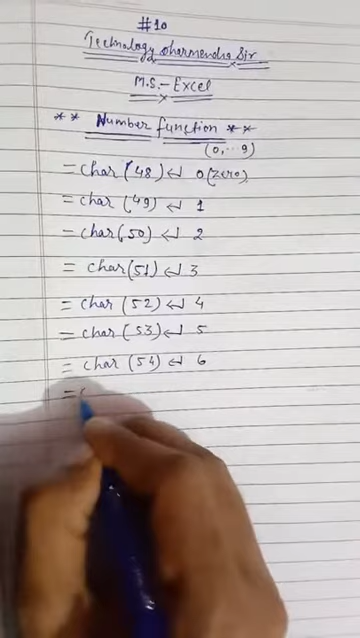 #10
Technology Dharmendra Sir
M.S.-Excel
** Number function **
(0,...9)
=char(48)↵ 0(zero)
=char(49)↵ 1
=char(50)↵ 2
=char(51)↵ 3
=char(52)↵ 4
=char(53)↵ 5
=char(54)↵ 6
=c